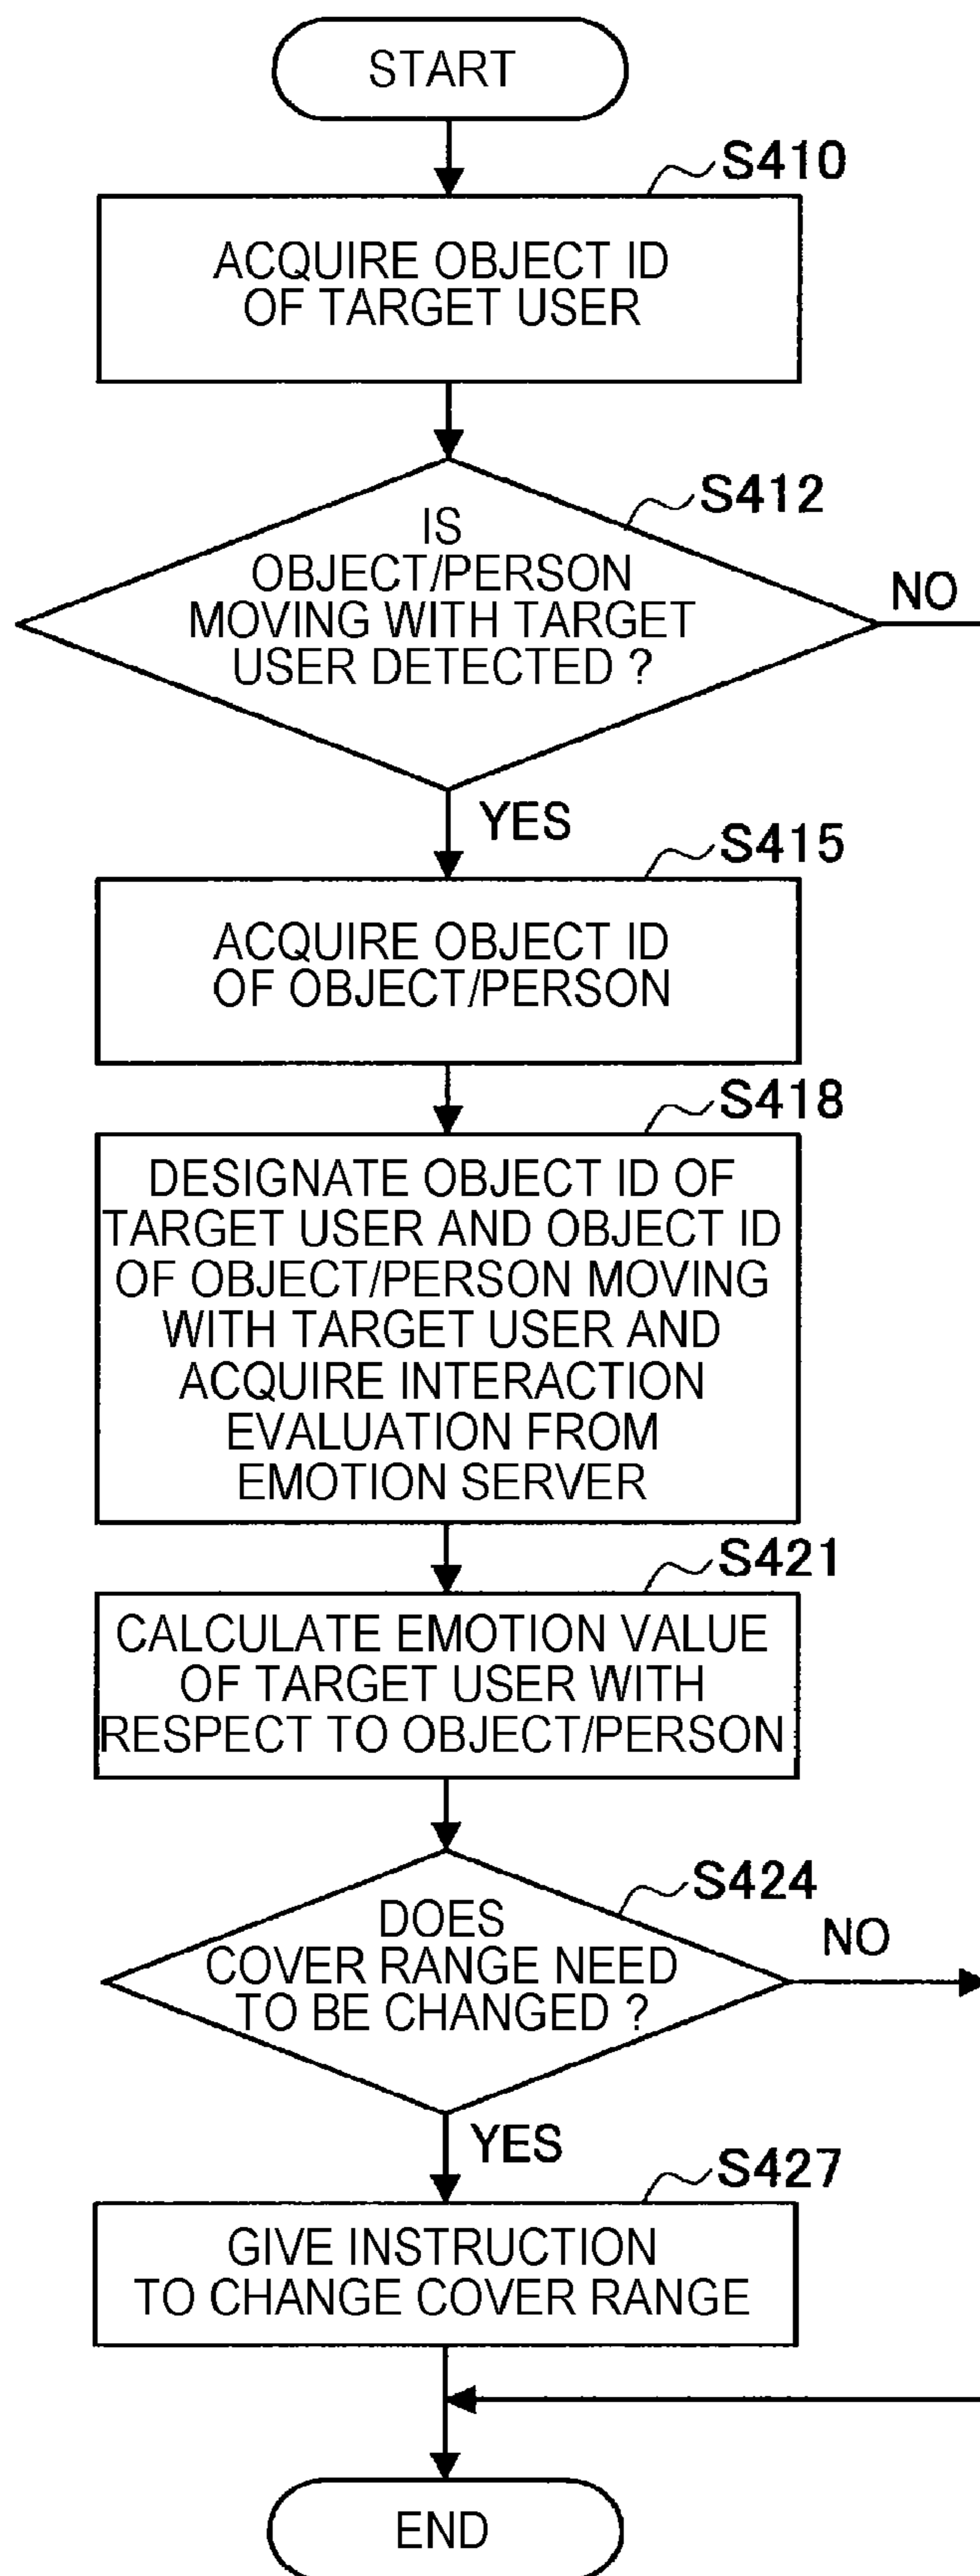 START
S410
ACQUIRE OBJECT ID
OF TARGET USER
S412
IS
OBJECT/PERSON
MOVING WITH TARGET
USER DETECTED ?
NO
YES
S415
ACQUIRE OBJECT ID
OF OBJECT/PERSON
S418
DESIGNATE OBJECT ID OF
TARGET USER AND OBJECT ID
OF OBJECT/PERSON MOVING
WITH TARGET USER AND
ACQUIRE INTERACTION
EVALUATION FROM
EMOTION SERVER
S421
CALCULATE EMOTION VALUE
OF TARGET USER WITH
RESPECT TO OBJECT/PERSON
S424
DOES
COVER RANGE NEED
TO BE CHANGED ?
NO
YES
S427
GIVE INSTRUCTION
TO CHANGE COVER RANGE
END